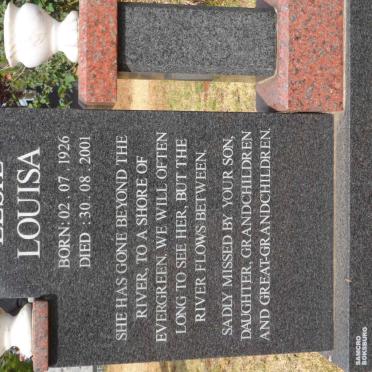 LOUISA
BORN: 02. 07. 1926
DIED : 30. 08. 2001
SHE HAS GONE BEYOND THE
RIVER, TO A SHORE OF
EVERGREEN. WE WILL OFTEN
LONG TO SEE HER, BUT THE
RIVER FLOWS BETWEEN.
SADLY MISSED BY YOUR SON,
DAUGHTER, GRANDCHILDREN
AND GREAT-GRANDCHILDREN.
SAMCRO
BOKSBURG